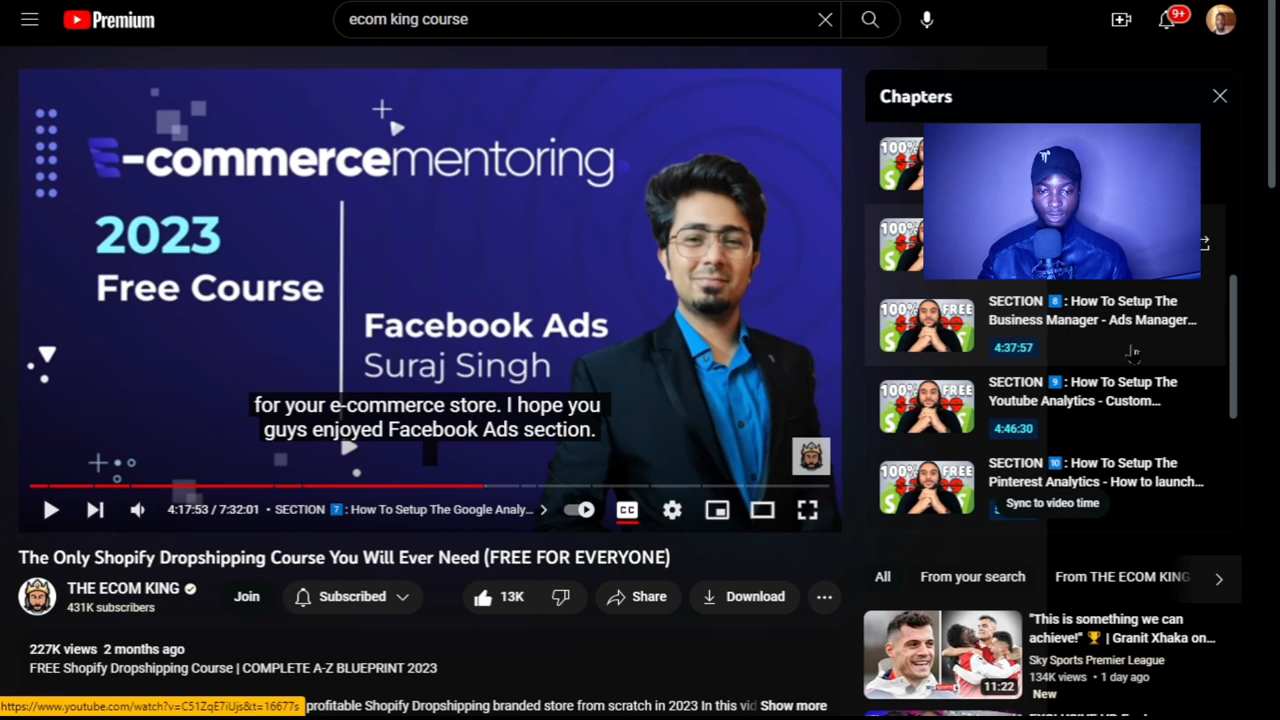 Premium
ecom king course
9+
E-commercementoring
2023
Free Course
Facebook Ads
Suraj Singh
for your e-commerce store. I hope you
guys enjoyed Facebook Ads section.
4:17:53 / 7:32:01 • SECTION 7️⃣: How To Setup The Google Analy...
CC
The Only Shopify Dropshipping Course You Will Ever Need (FREE FOR EVERYONE)
THE ECOM KING
431K subscribers
Join
Subscribed
13K
Share
Download
227K views 2 months ago
FREE Shopify Dropshipping Course | COMPLETE A-Z BLUEPRINT 2023
profitable Shopify Dropshipping branded store from scratch in 2023 In this vid Show more
https://www.youtube.com/watch?v=C51ZqE7iUjs&t=16677s
Chapters
SECTION 8️⃣: How To Setup The
Business Manager - Ads Manager...
4:37:57
SECTION 9️⃣: How To Setup The
Youtube Analytics - Custom...
4:46:30
SECTION 🔟: How To Setup The
Pinterest Analytics - How to launch...
Sync to video time
100% FREE
100% FREE
100% FREE
All
From your search
From THE ECOM KING
"This is something we can
achieve!" 🏆 | Granit Xhaka on...
Sky Sports Premier League
134K views • 1 day ago
New
11:22